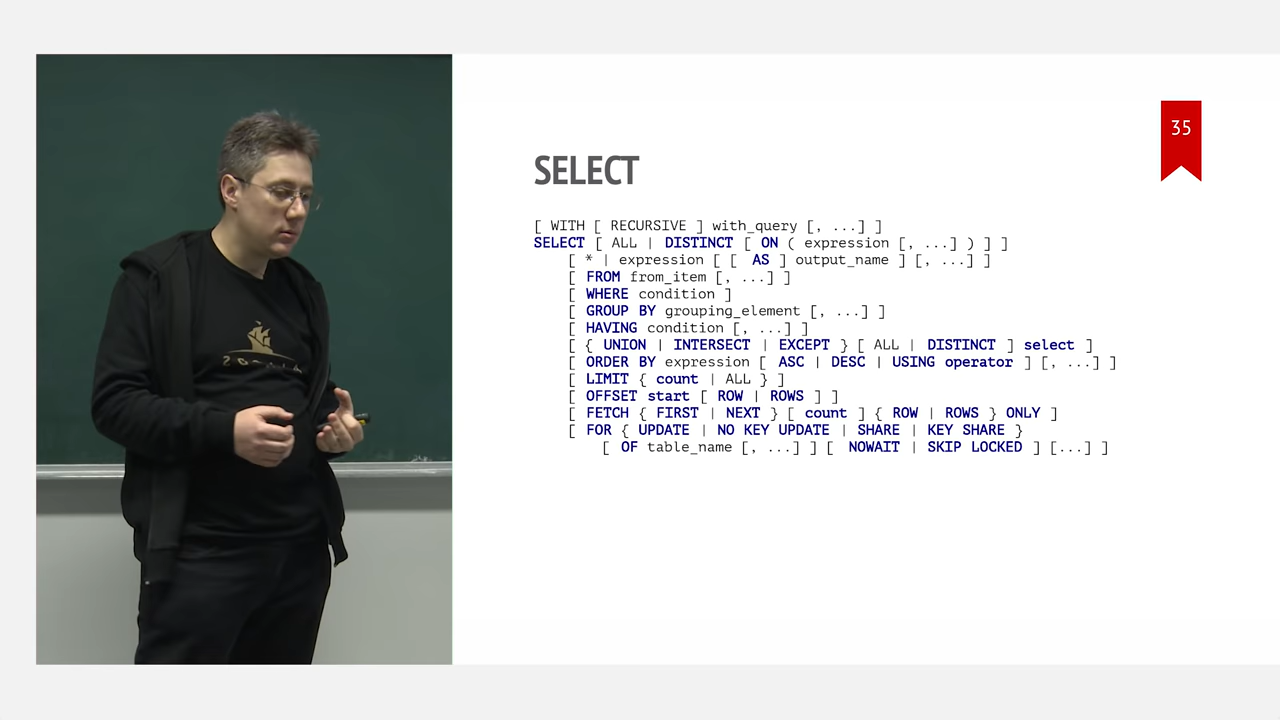 35
SELECT
[ WITH [ RECURSIVE ] with_query [, ...] ]
SELECT [ ALL | DISTINCT [ ON ( expression [, ...] ) ] ]
[ * | expression [ [ AS ] output_name ] [, ...] ]
[ FROM from_item [, ...] ]
[ WHERE condition ]
[ GROUP BY grouping_element [, ...] ]
[ HAVING condition [, ...] ]
[ { UNION | INTERSECT | EXCEPT } [ ALL | DISTINCT ] select ]
[ ORDER BY expression [ ASC | DESC | USING operator ] [, ...] ]
[ LIMIT { count | ALL } ]
[ OFFSET start [ ROW | ROWS ] ]
[ FETCH { FIRST | NEXT } [ count ] { ROW | ROWS } ONLY ]
[ FOR { UPDATE | NO KEY UPDATE | SHARE | KEY SHARE }
[ OF table_name [, ...] ] [ NOWAIT | SKIP LOCKED ] [...] ]